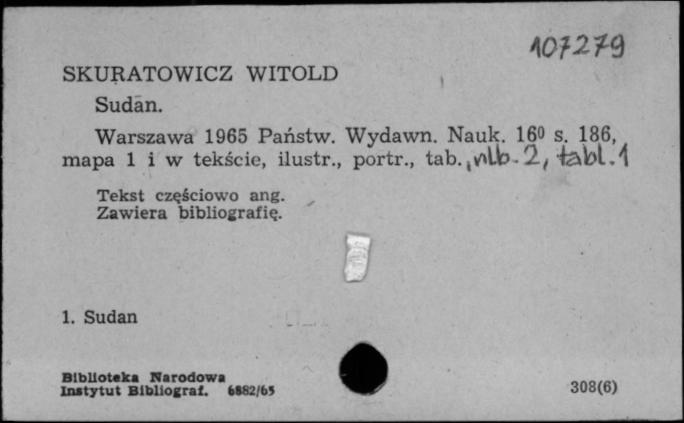 107279
SKURATOWICZ WITOLD
Sudan.
Warszawa 1965 Państw. Wydawn. Nauk. 16⁰ s. 186,
mapa 1 i w tekście, ilustr., portr., tab., nlb. 2, tabl. 1
Tekst częściowo ang.
Zawiera bibliografię.
1. Sudan
Biblioteka Narodowa
Instytut Bibliograf. 6882/65
308(6)